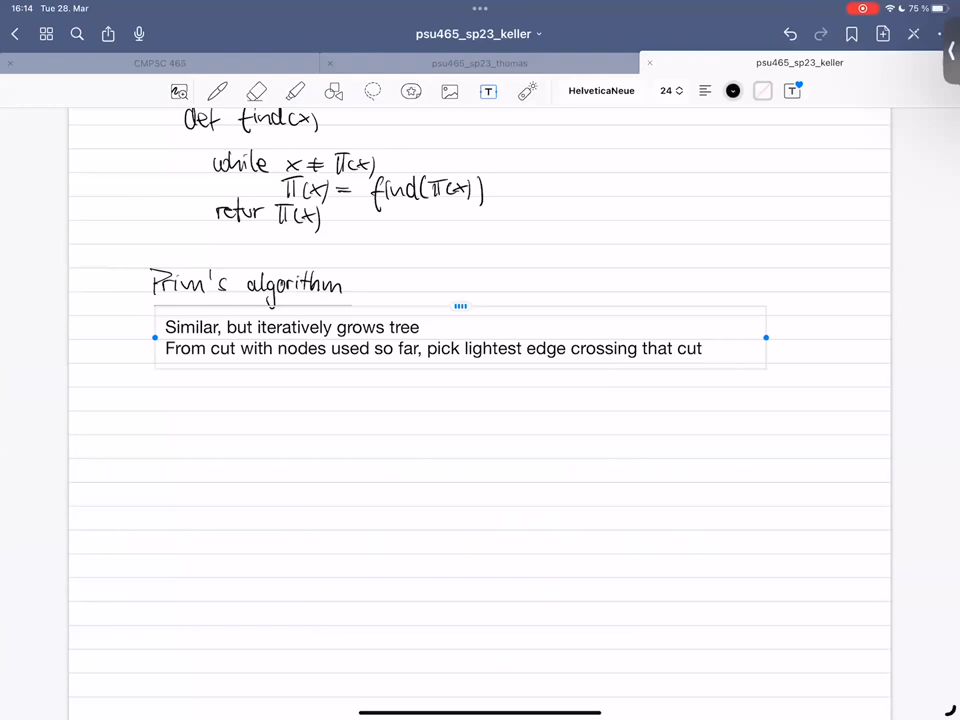 16:14 Tue 28. Mar
75 %
psu465_sp23_keller
CMPSC 465
psu465_sp23_thomas
psu465_sp23_keller
T
HelveticaNeue
24
T
def find(x)
while x ≠ π(x)
π(x) = find(π(x))
retur π(x)
Prim's algorithm
Similar, but iteratively grows tree
From cut with nodes used so far, pick lightest edge crossing that cut